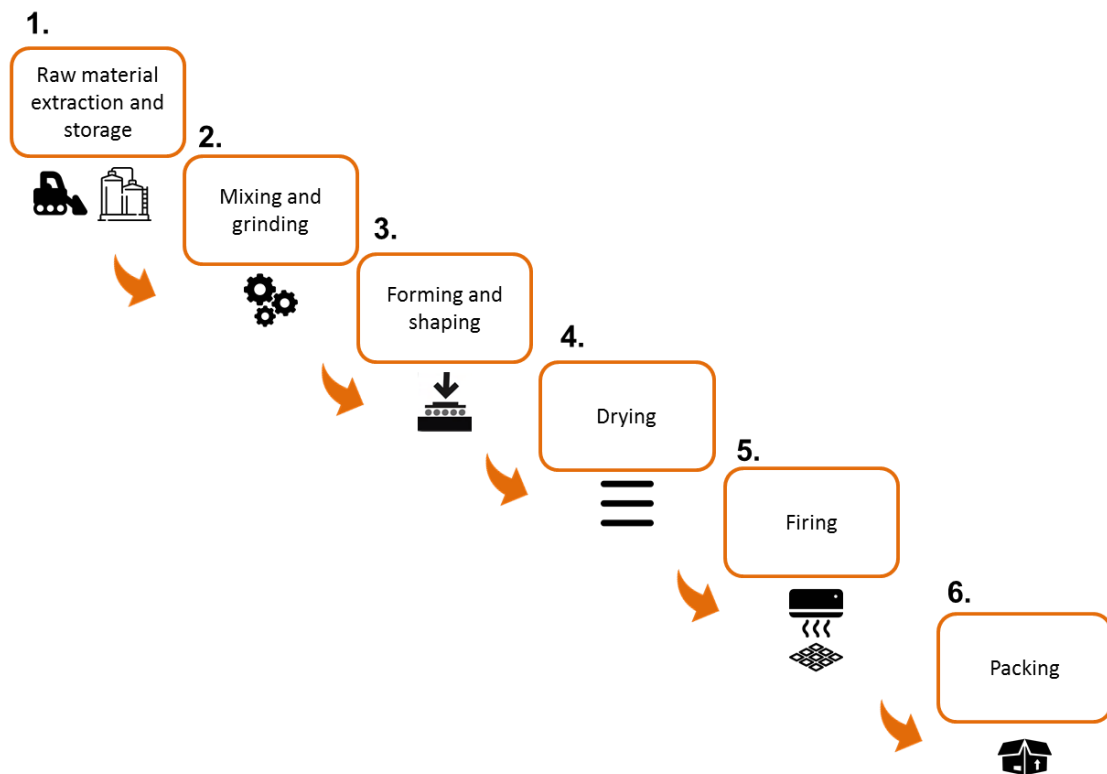 1.
Raw material
extraction and
storage
2.
Mixing and
grinding
3.
Forming and
shaping
4.
Drying
5.
Firing
6.
Packing